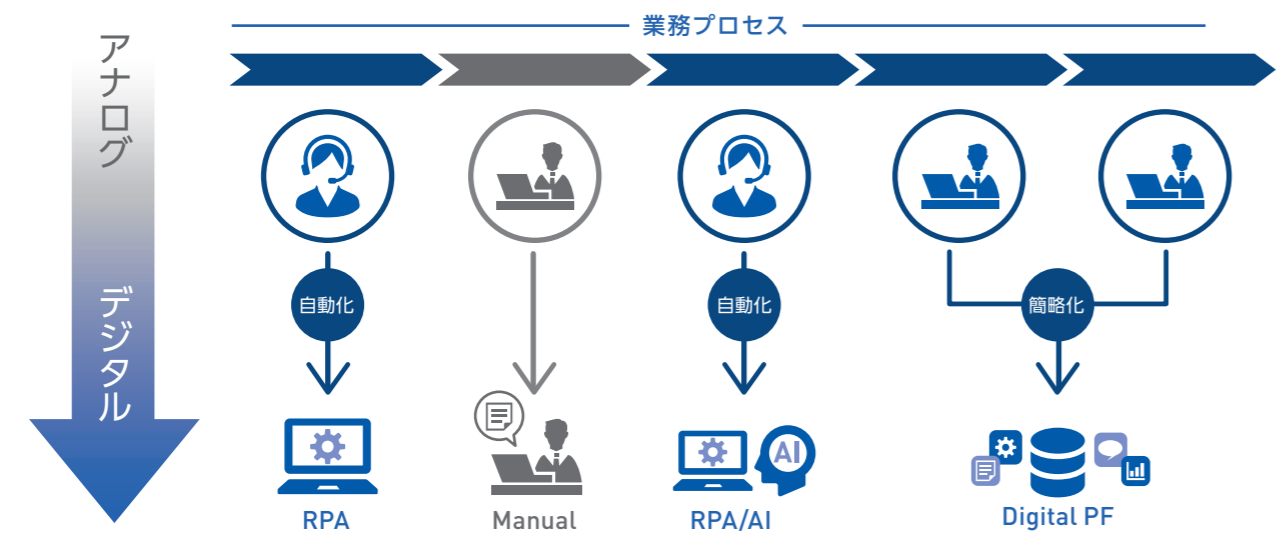 業務プロセス
アナログ
デジタル
自動化
自動化
簡略化
AI
RPA
Manual
RPA/AI
Digital PF